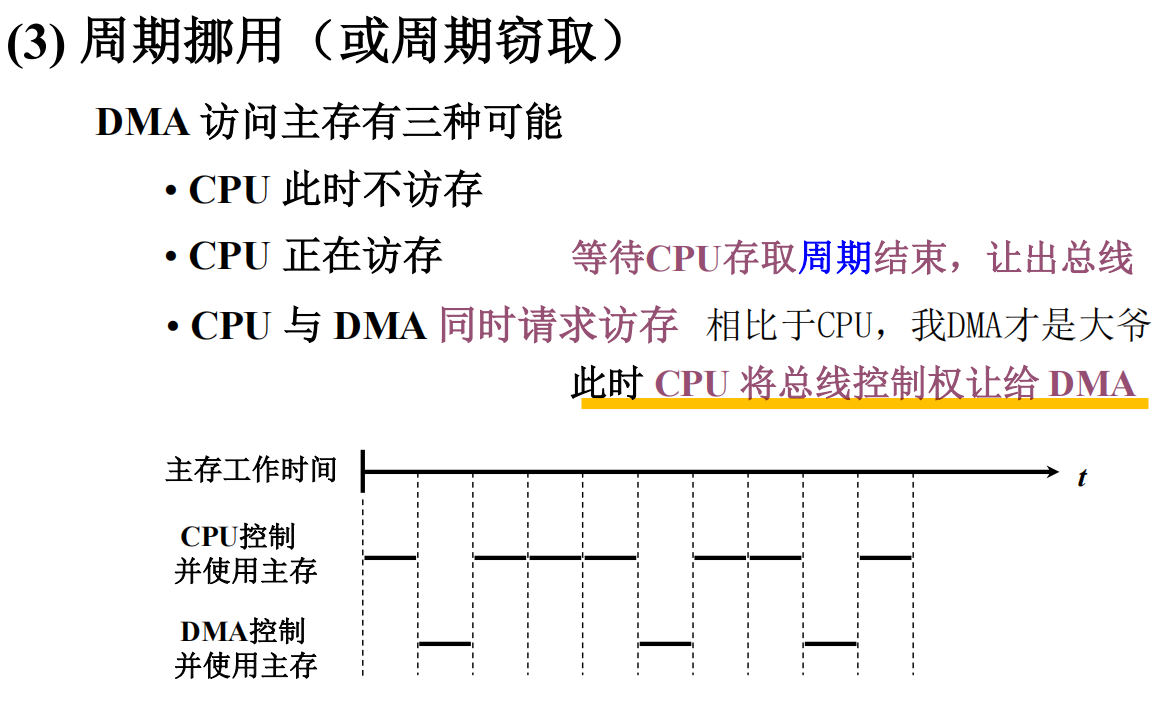 (3) 周期挪用（或周期窃取）
DMA 访问主存有三种可能
• CPU 此时不访存
• CPU 正在访存 等待CPU存取周期结束，让出总线
• CPU 与 DMA 同时请求访存 相比于CPU，我DMA才是大爷
此时 CPU 将总线控制权让给 DMA
主存工作时间
t
CPU控制
并使用主存
DMA控制
并使用主存